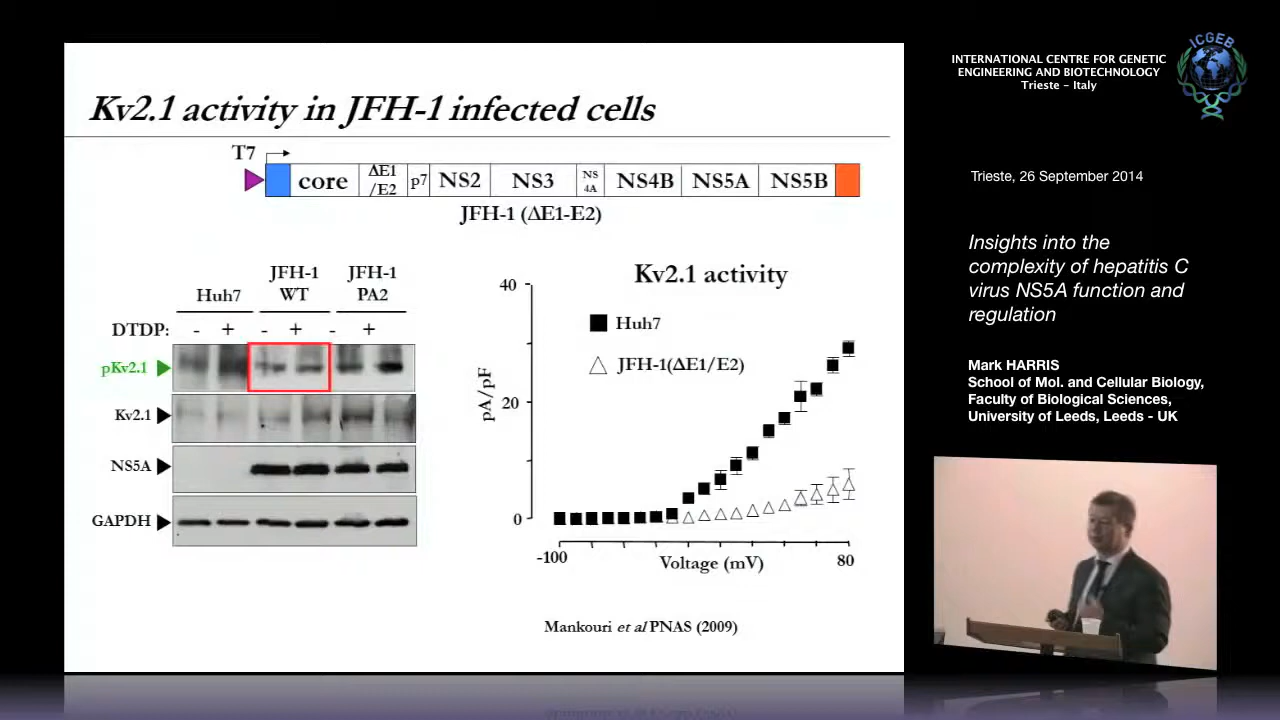 Kv2.1 activity in JFH-1 infected cells
T7
core
ΔE1
/E2
p7
NS2
NS3
NS
4A
NS4B
NS5A
NS5B
JFH-1 (ΔE1-E2)
Huh7
JFH-1
WT
JFH-1
PA2
DTDP: - + - + - +
pKv2.1
Kv2.1
NS5A
GAPDH
Kv2.1 activity
40
20
0
pA/pF
Huh7
JFH-1(ΔE1/E2)
-100
80
Voltage (mV)
Mankouri et al PNAS (2009)
INTERNATIONAL CENTRE FOR GENETIC
ENGINEERING AND BIOTECHNOLOGY
Trieste - Italy
ICGEB
Trieste, 26 September 2014
Insights into the
complexity of hepatitis C
virus NS5A function and
regulation
Mark HARRIS
School of Mol. and Cellular Biology,
Faculty of Biological Sciences,
University of Leeds, Leeds - UK